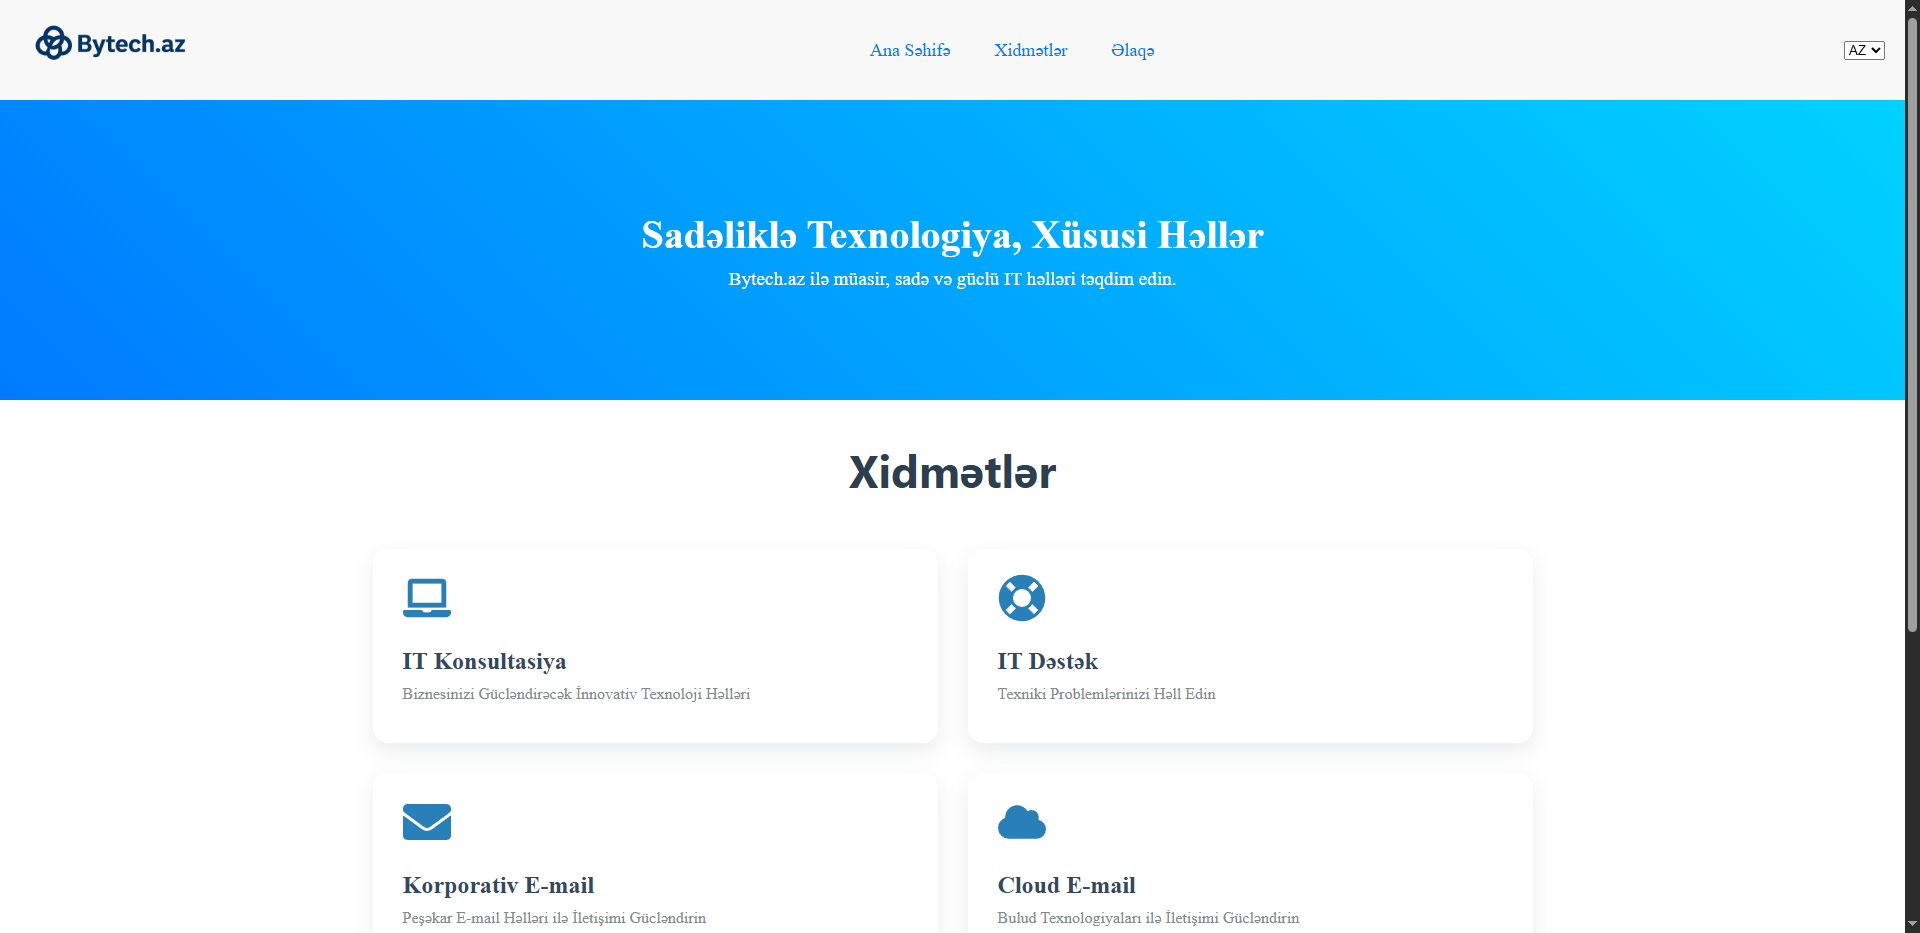 Bytech.az
Ana Səhifə Xidmətlər Əlaqə
AZ
Sadəliklə Texnologiya, Xüsusi Həllər
Bytech.az ilə müasir, sadə və güclü IT həlləri təqdim edin.
Xidmətlər
IT Konsultasiya
Biznesinizi Gücləndirəcək İnnovativ Texnoloji Həlləri
IT Dəstək
Texniki Problemlərinizi Həll Edin
Korporativ E-mail
Peşəkar E-mail Həlləri ilə İletişimi Gücləndirin
Cloud E-mail
Bulud Texnologiyaları ilə İletişimi Gücləndirin